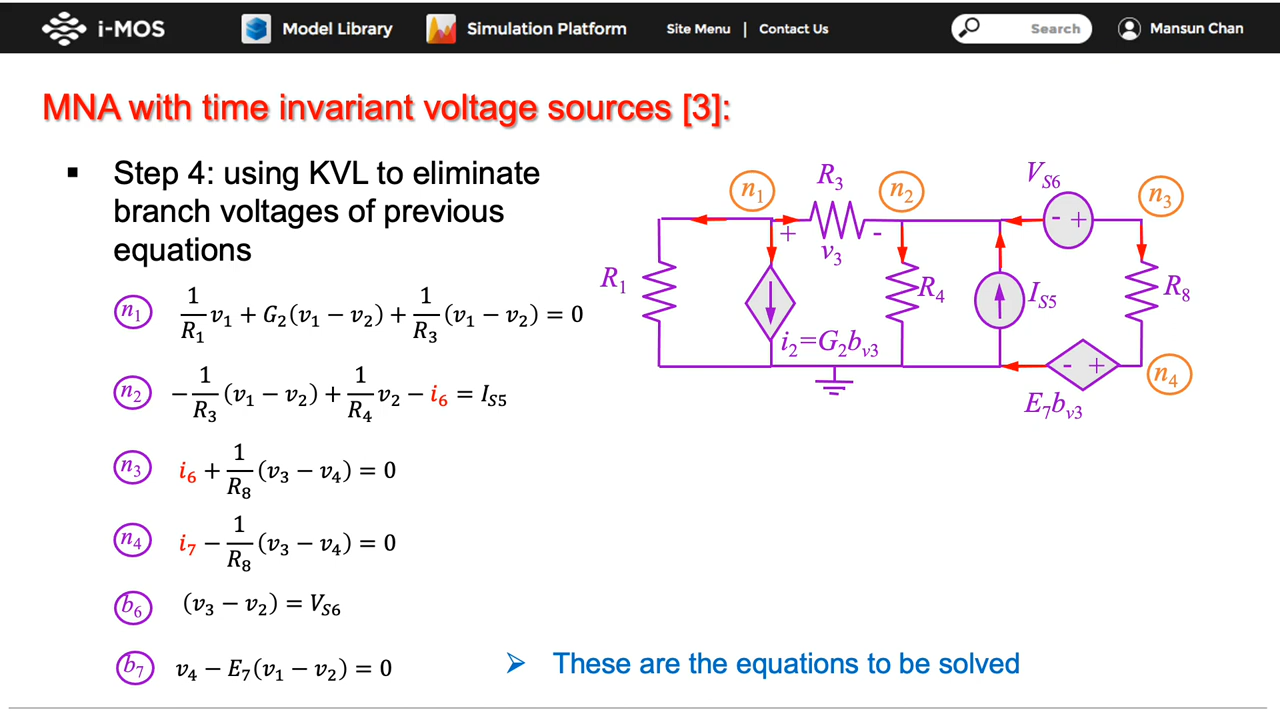 i-MOS Model Library Simulation Platform Site Menu | Contact Us Search Mansun Chan
MNA with time invariant voltage sources [3]:
▪ Step 4: using KVL to eliminate
branch voltages of previous
equations
n₁ 1/R₁ v₁ + G₂(v₁ − v₂) + 1/R₃ (v₁ − v₂) = 0
n₂ −1/R₃ (v₁ − v₂) + 1/R₄ v₂ − i₆ = I_S5
n₃ i₆ + 1/R₈ (v₃ − v₄) = 0
n₄ i₇ − 1/R₈ (v₃ − v₄) = 0
b₆ (v₃ − v₂) = V_S6
b₇ v₄ − E₇(v₁ − v₂) = 0
n₁ R₃ n₂ V_S6 n₃
+ v₃ - - +
R₁ R₄ I_S5 R₈
i₂=G₂b_v3
- + n₄
E₇b_v3
➢ These are the equations to be solved